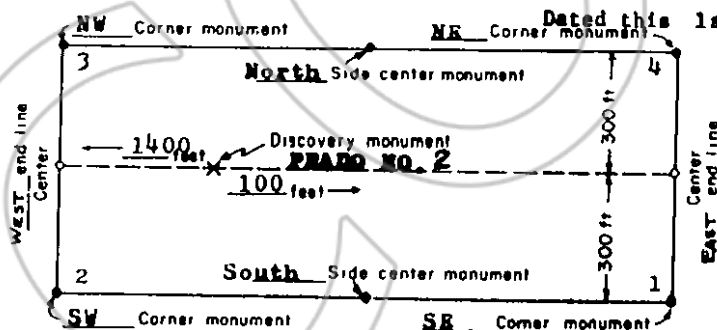 Dated this 1s
NW Corner monument
NE Corner monument
3
4
North Side center monument
300 ft
1400 feet
Discovery monument
PRADO NO. 2
100 feet
WEST end line
Center
Center
EAST end line
300 ft
2
1
South Side center monument
SW Corner monument
SE Corner monument